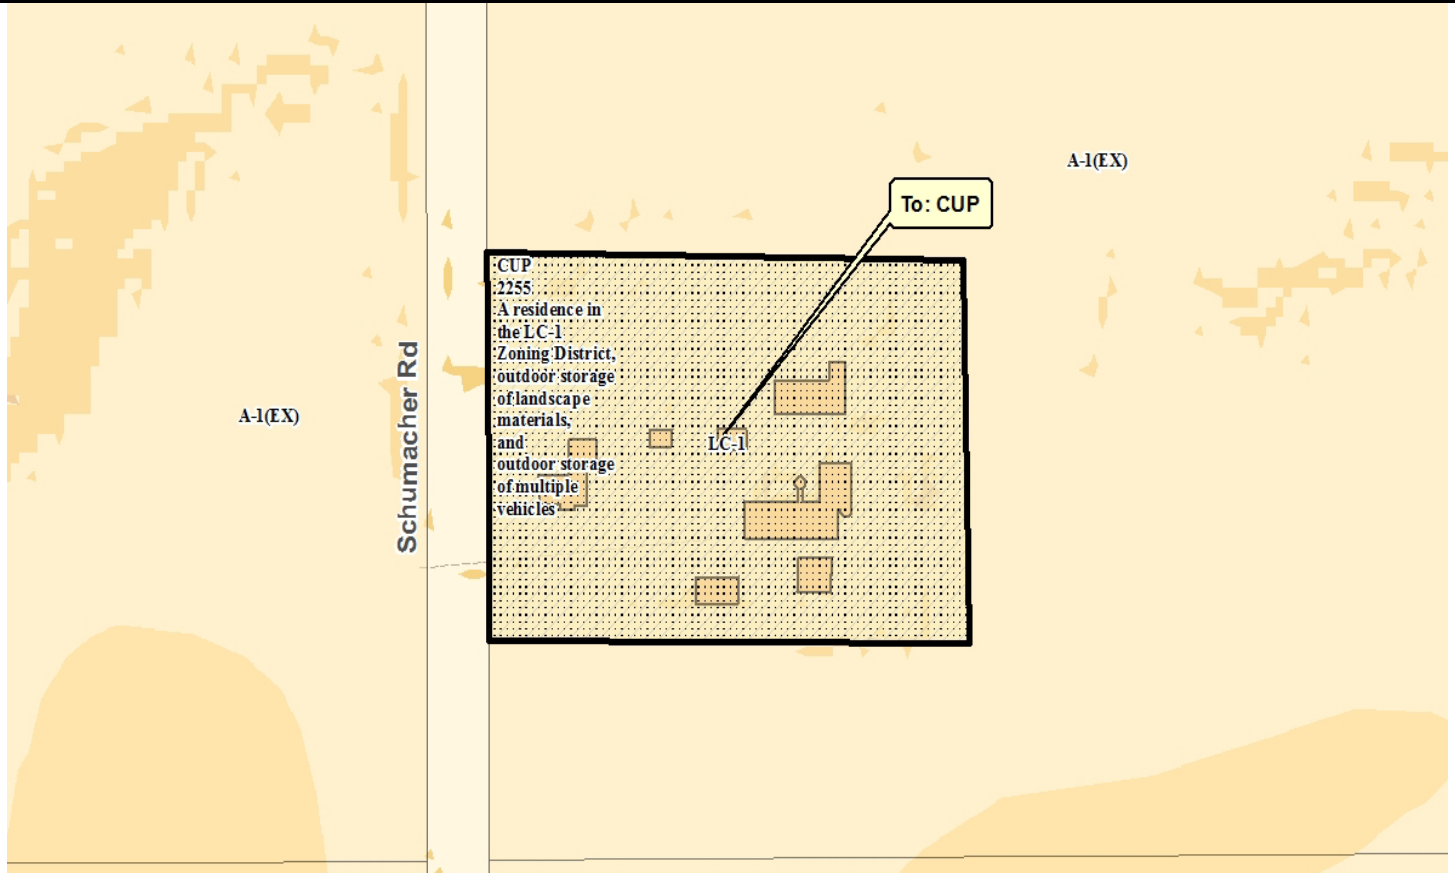 A-1(EX)
To: CUP
CUP
2255
A residence in
the LC-1
Zoning District,
outdoor storage
of landscape
materials,
and
outdoor storage
of multiple
vehicles
LC-1
Schumacher Rd
A-1(EX)